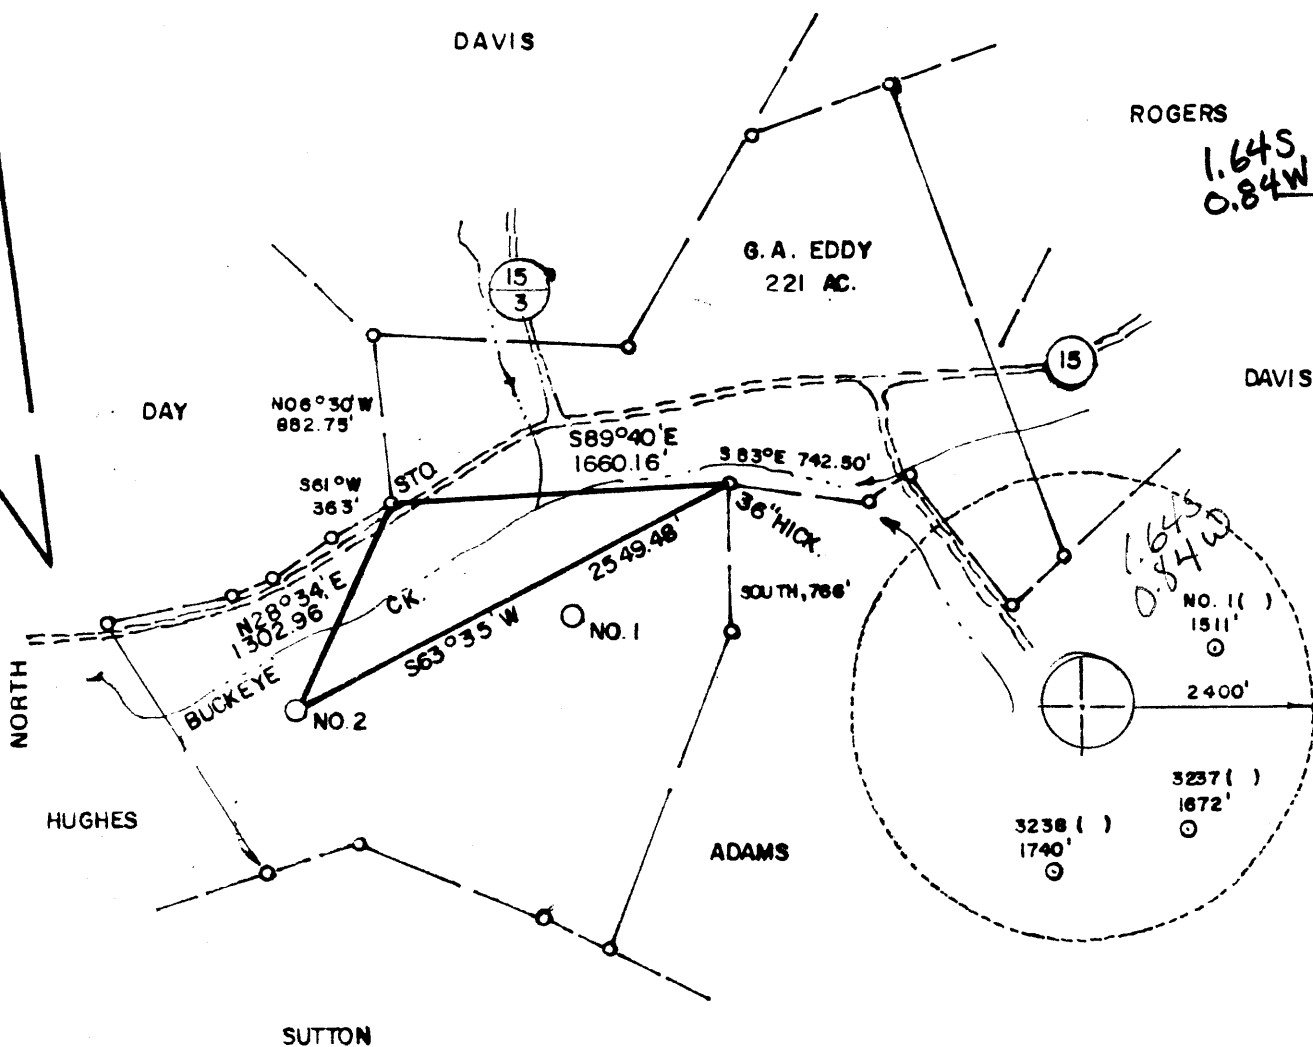 DAVIS
ROGERS
1.64S
0.84W
G. A. EDDY
221 AC.
15
3
15
DAVIS
DAY
N06°30'W
882.75'
S89°40'E
1660.16'
S 83°E 742.50'
S61°W
363'
STO.
36"HICK.
1.64S
0.84W
N28°34'E
1302.96'
CK.
2549.48'
SOUTH, 766'
NO. 1( )
1511'
NO. 1
S63°35'W
BUCKEYE
NO. 2
NORTH
2400'
3237( )
1672'
HUGHES
3238( )
1740'
ADAMS
SUTTON